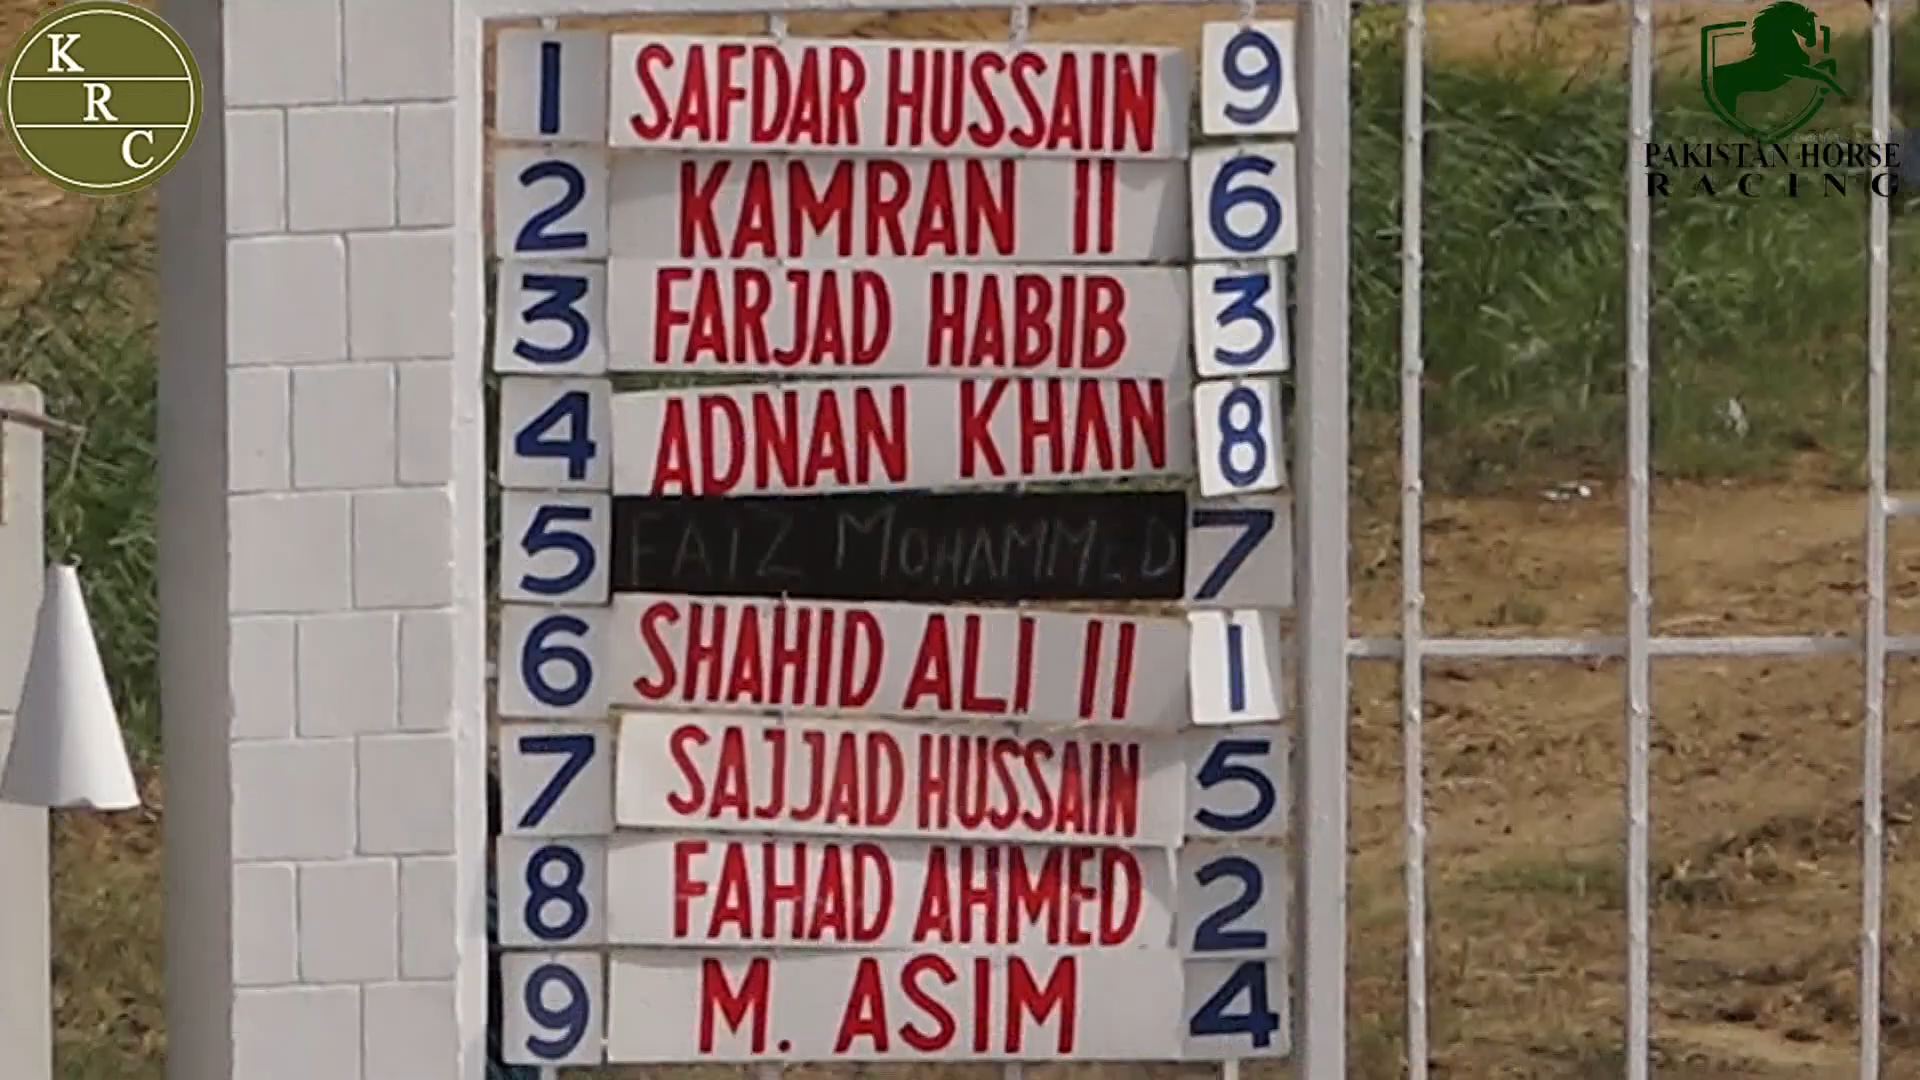 K
R
C
PAKISTAN HORSE
RACING
1 SAFDAR HUSSAIN 9
2 KAMRAN II 6
3 FARJAD HABIB 3
4 ADNAN KHAN 8
5 FAIZ MOHAMMED 7
6 SHAHID ALI II 1
7 SAJJAD HUSSAIN 5
8 FAHAD AHMED 2
9 M. ASIM 4